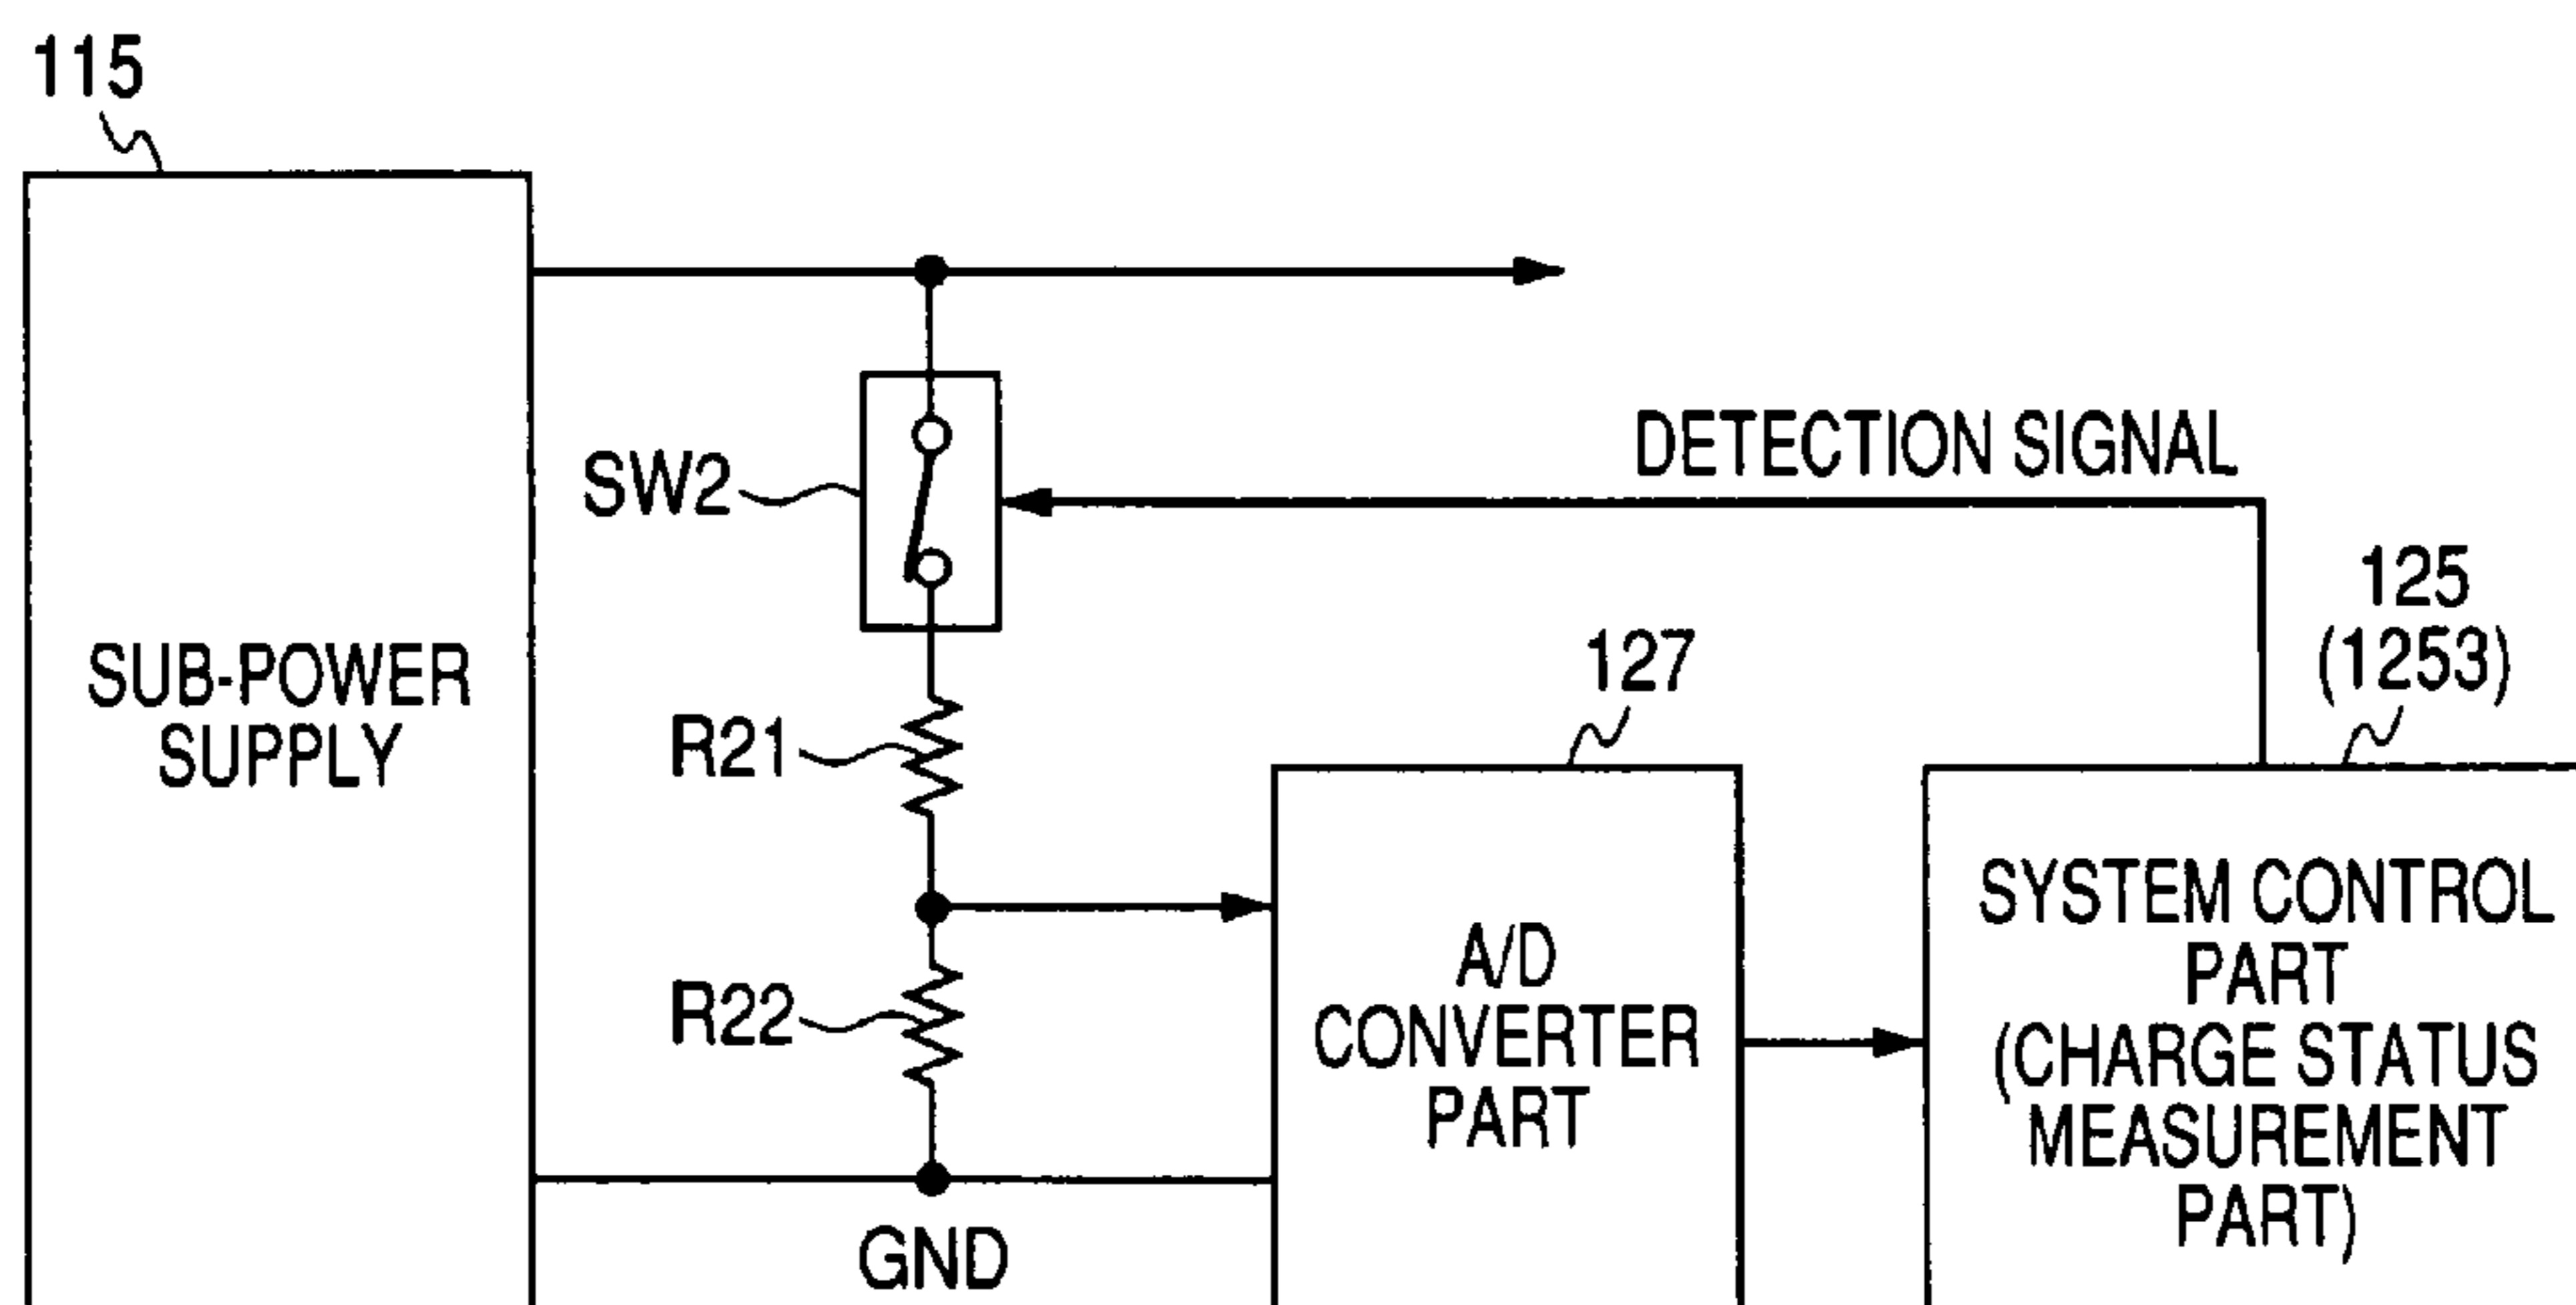 115
SUB-POWER
SUPPLY
SW2
DETECTION SIGNAL
R21
R22
GND
127
A/D
CONVERTER
PART
125
(1253)
SYSTEM CONTROL
PART
(CHARGE STATUS
MEASUREMENT
PART)